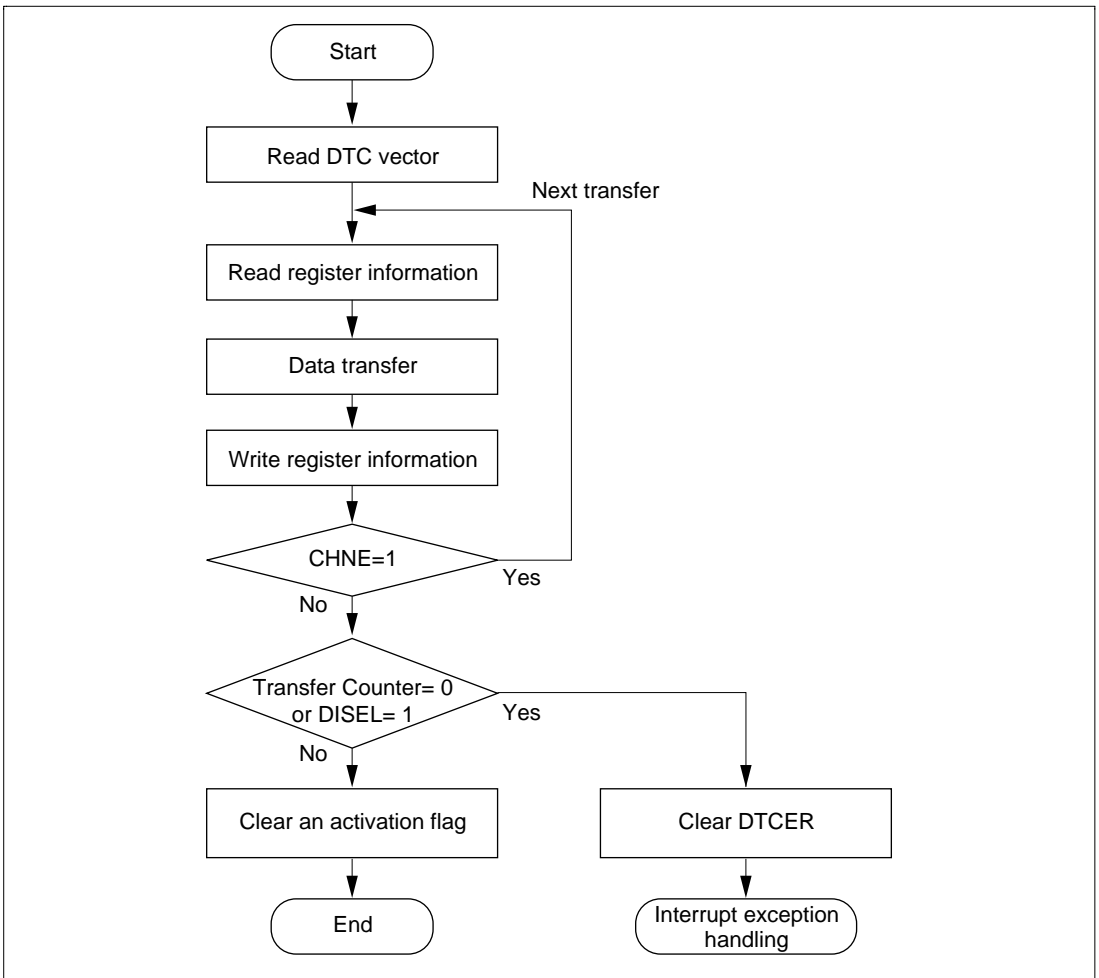 Start
Read DTC vector
Next transfer
Read register information
Data transfer
Write register information
CHNE=1
Yes
No
Transfer Counter= 0
or DISEL= 1
Yes
No
Clear an activation flag
Clear DTCER
End
Interrupt exception
handling